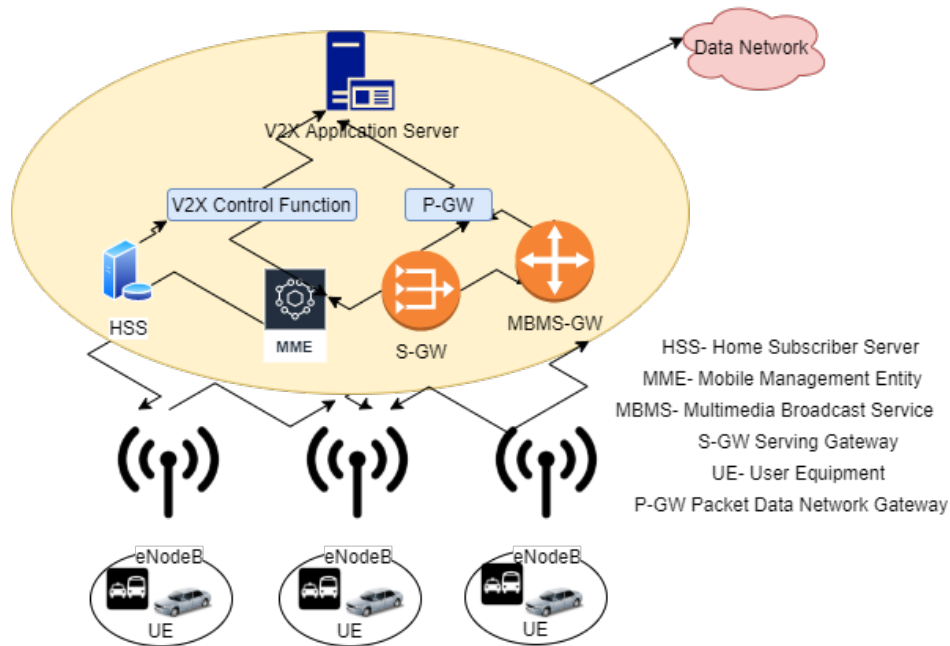 Data Network
V2X Application Server
V2X Control Function
P-GW
HSS
MME
S-GW
MBMS-GW
HSS- Home Subscriber Server
MME- Mobile Management Entity
MBMS- Multimedia Broadcast Service
S-GW Serving Gateway
UE- User Equipment
P-GW Packet Data Network Gateway
eNodeB
UE
eNodeB
UE
eNodeB
UE